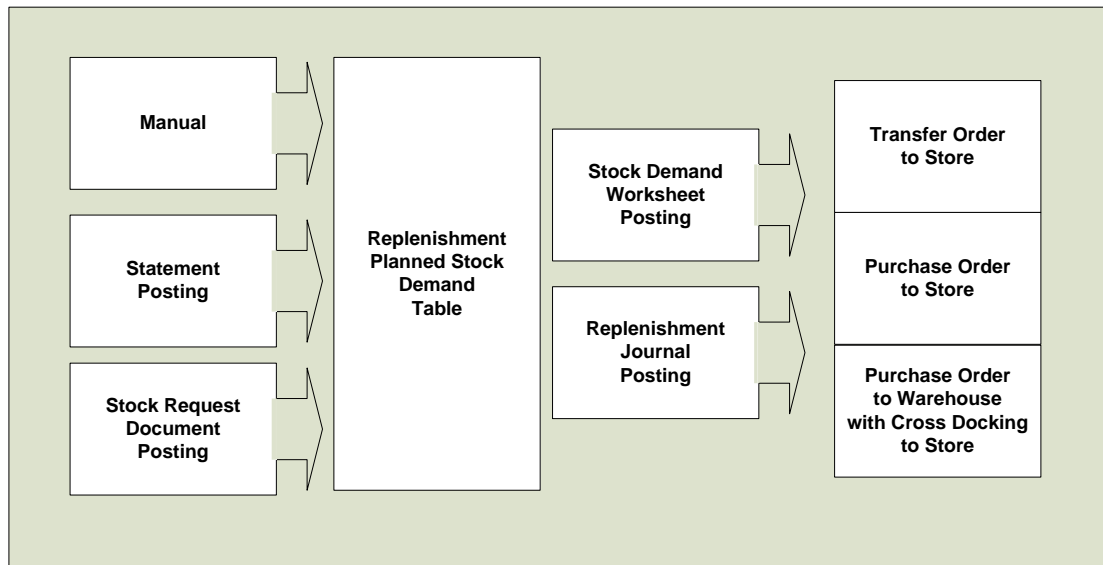 Manual
Statement
Posting
Stock Request
Document
Posting
Replenishment
Planned Stock
Demand
Table
Stock Demand
Worksheet
Posting
Replenishment
Journal
Posting
Transfer Order
to Store
Purchase Order
to Store
Purchase Order
to Warehouse
with Cross Docking
to Store